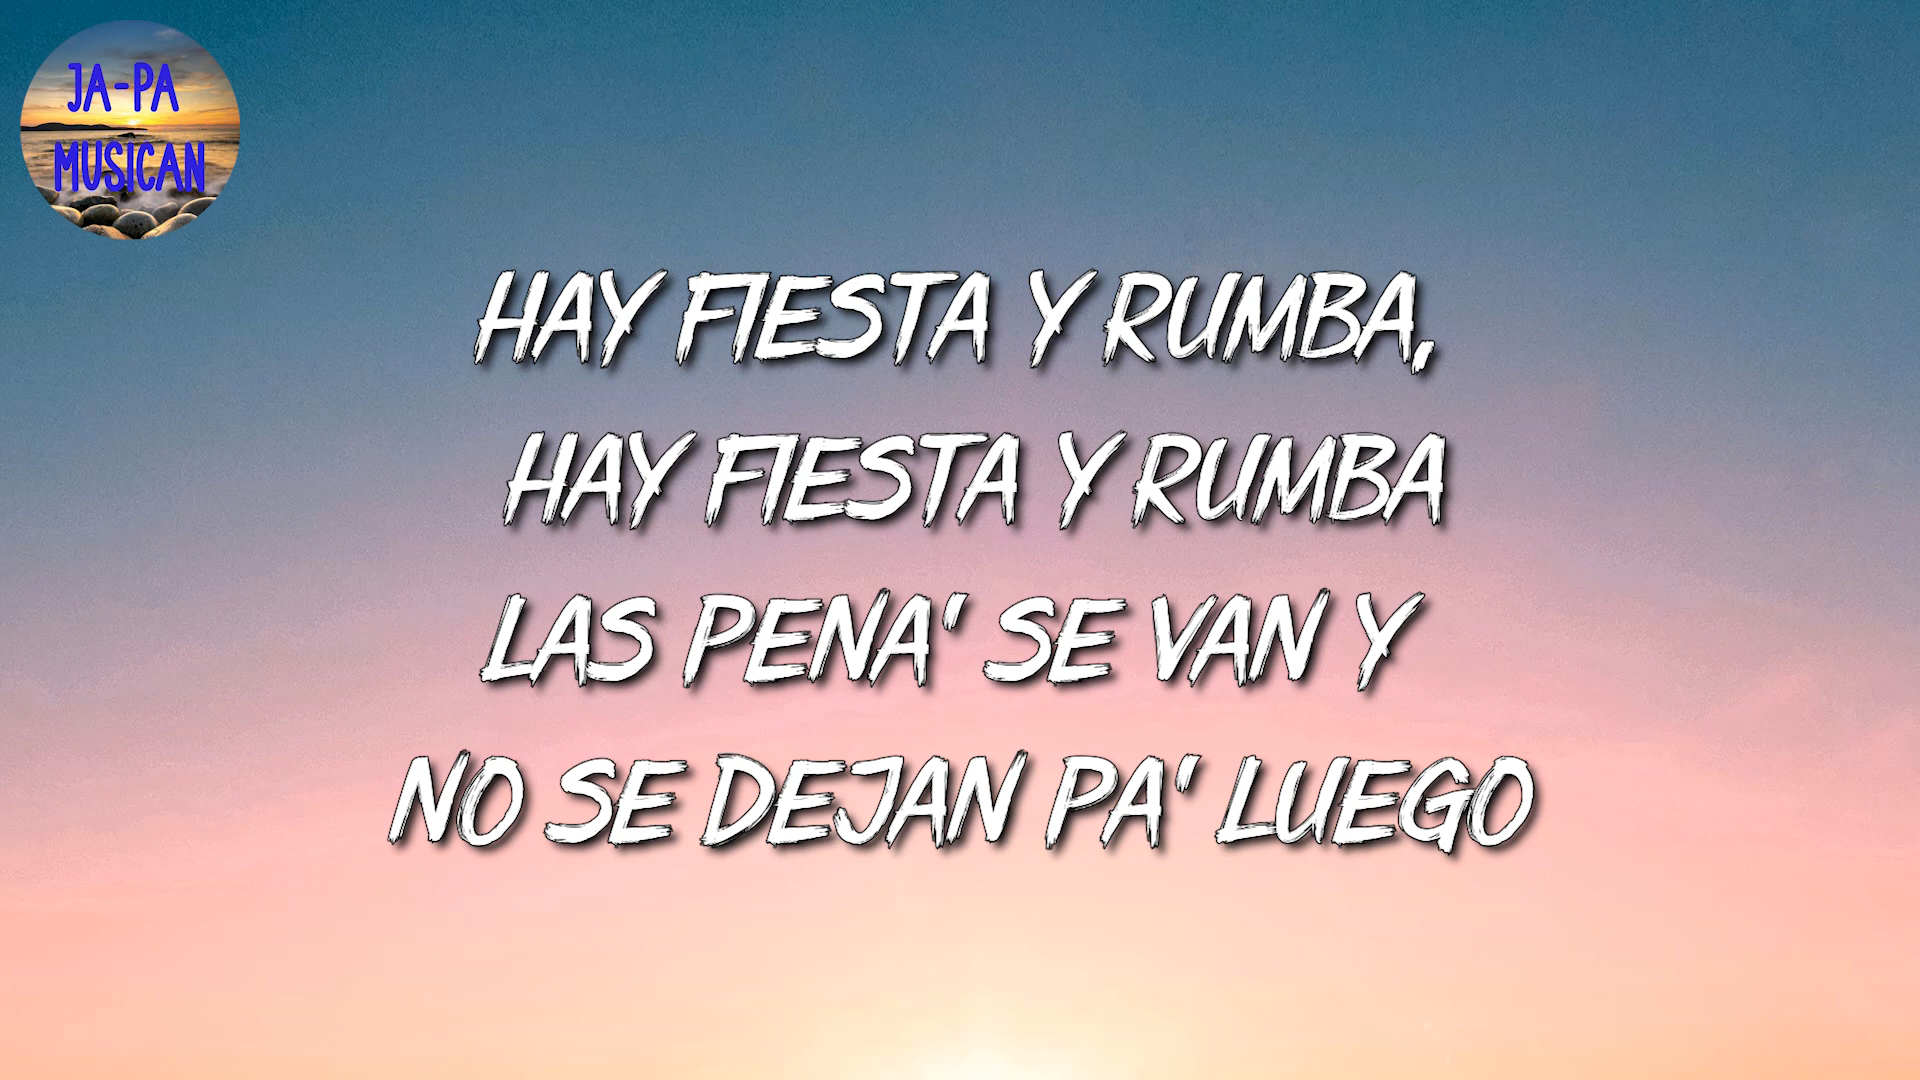 JA-PA
MUSICAN
HAY FIESTA Y RUMBA,
HAY FIESTA Y RUMBA
LAS PENA' SE VAN Y
NO SE DEJAN PA' LUEGO